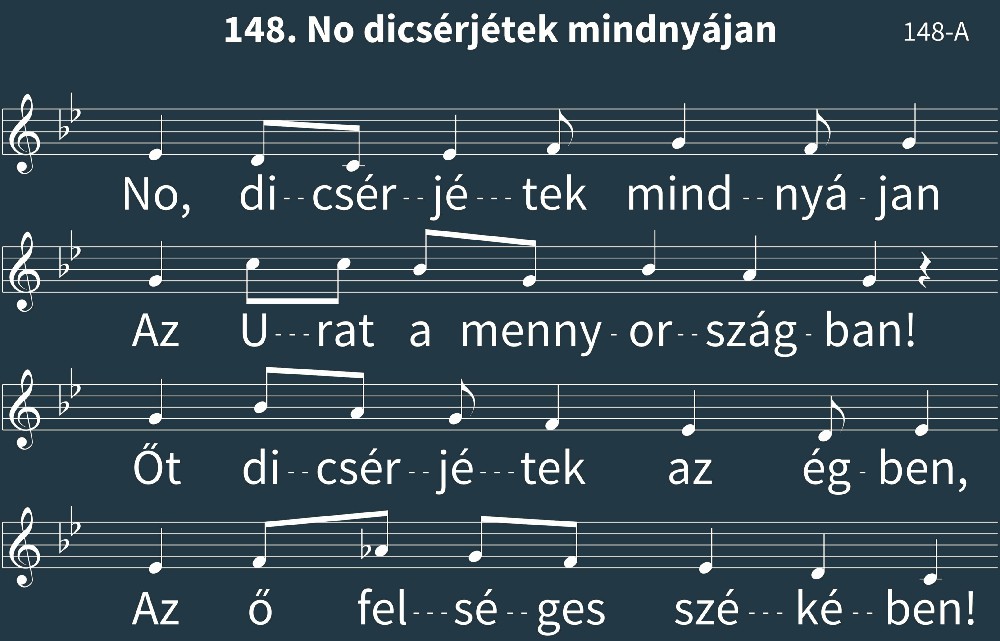 148. No dicsérjétek mindnyájan
148-A
No, di--csér--jé---tek mind--nyá-jan
Az U---rat a menny-or--szág-ban!
Őt di--csér--jé---tek az ég-ben,
Az ő fel---sé--ges szé---ké--ben!